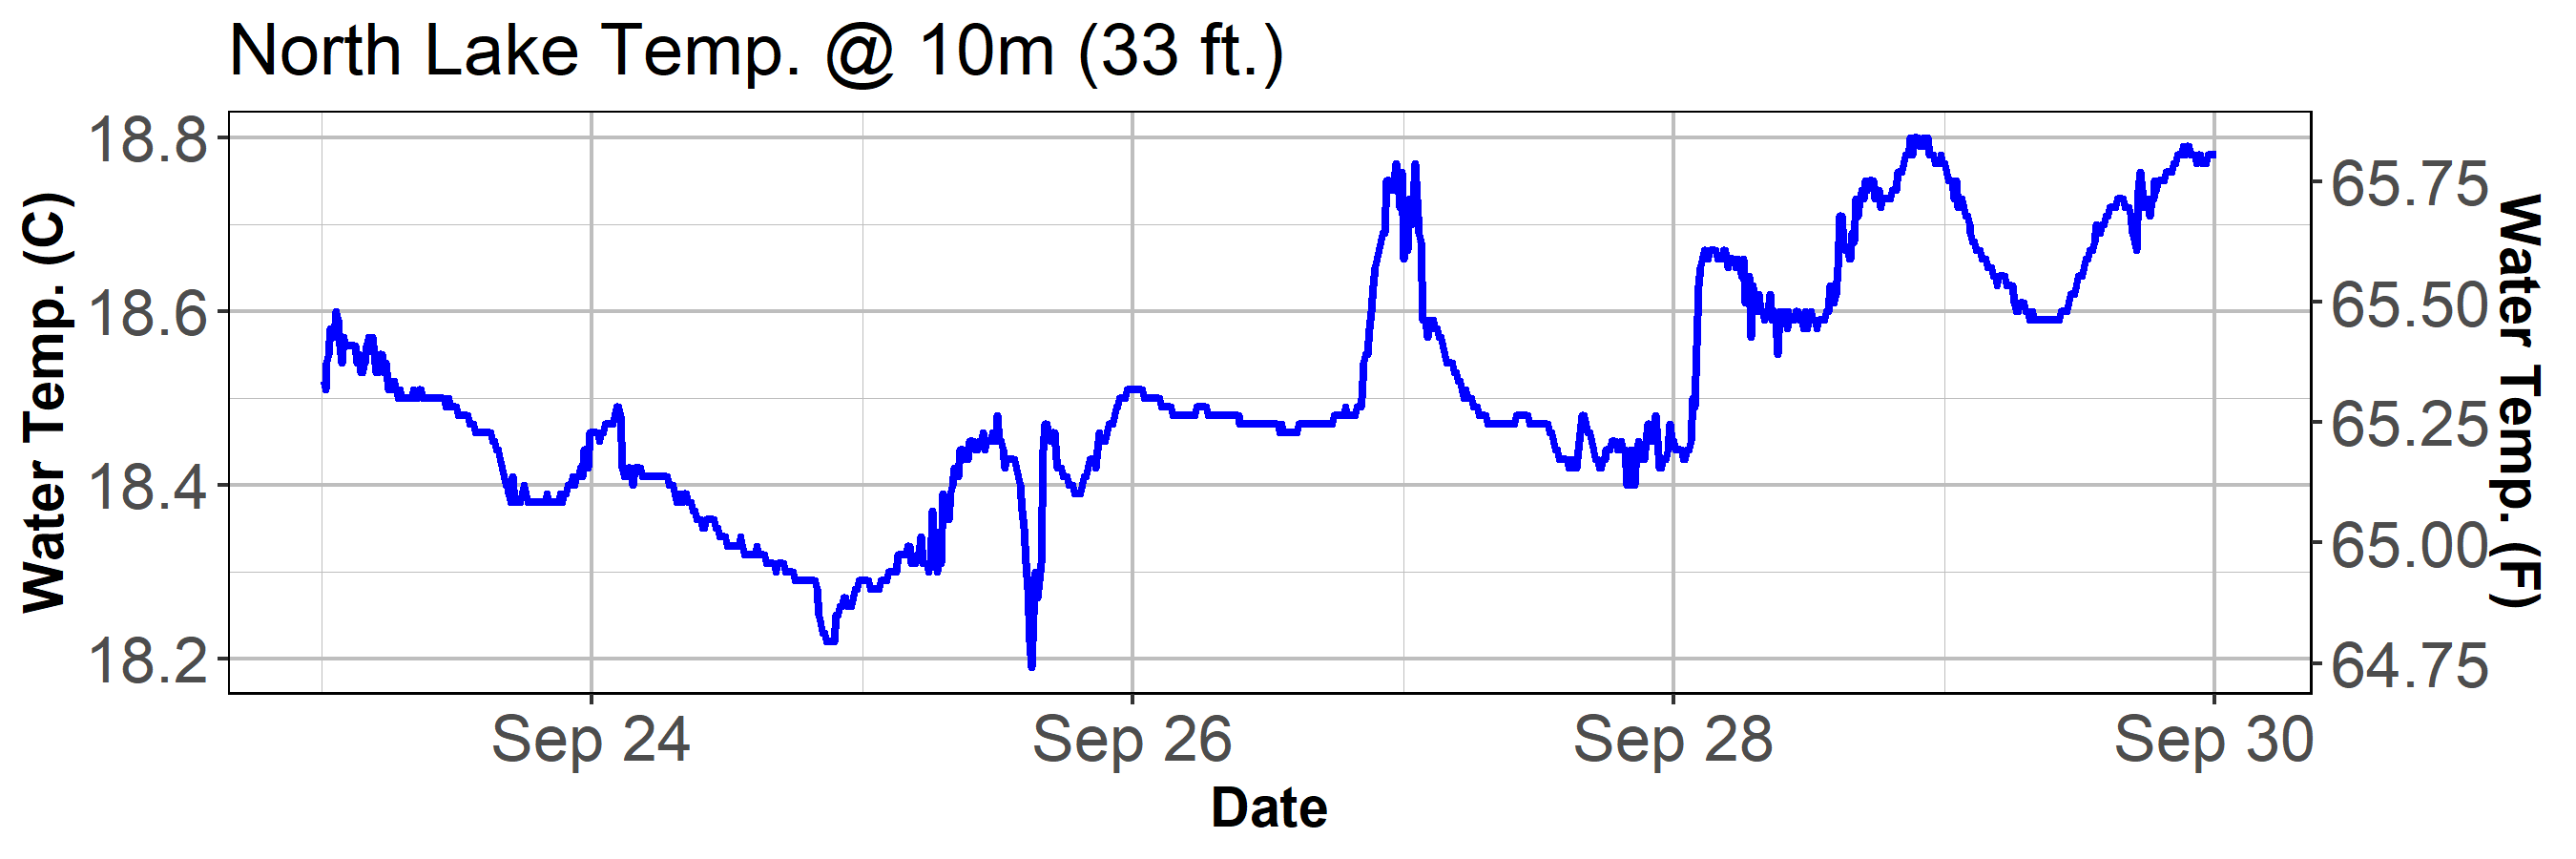 North Lake Temp. @ 10m (33 ft.)
Water Temp. (C)
18.8
18.6
18.4
18.2
65.75
65.50
65.25
65.00
64.75
Water Temp. (F)
Sep 24 Sep 26 Sep 28 Sep 30
Date